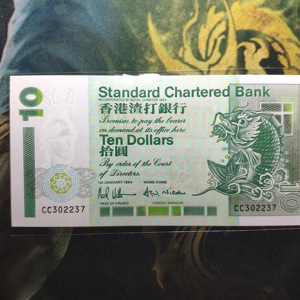 10
Standard Chartered Bank
INCORPORATED BY ROYAL CHARTER 1853
香港渣打銀行
Promises to pay the bearer
on demand at its office here
Ten Dollars
拾圓
By order of the Court
of Directors.
1st January 1994 HONG KONG
HEAD OF FINANCE GENERAL MANAGER
CC302237 CC302237
10